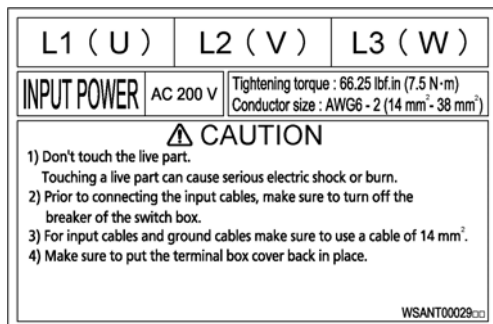 L1 ( U ) L2 ( V ) L3 ( W )
INPUT POWER AC 200 V Tightening torque : 66.25 lbf.in (7.5 N·m)
Conductor size : AWG6 - 2 (14 mm²- 38 mm²)
⚠ CAUTION
1) Don't touch the live part.
Touching a live part can cause serious electric shock or burn.
2) Prior to connecting the input cables, make sure to turn off the
breaker of the switch box.
3) For input cables and ground cables make sure to use a cable of 14 mm².
4) Make sure to put the terminal box cover back in place.
WSANT00029□□